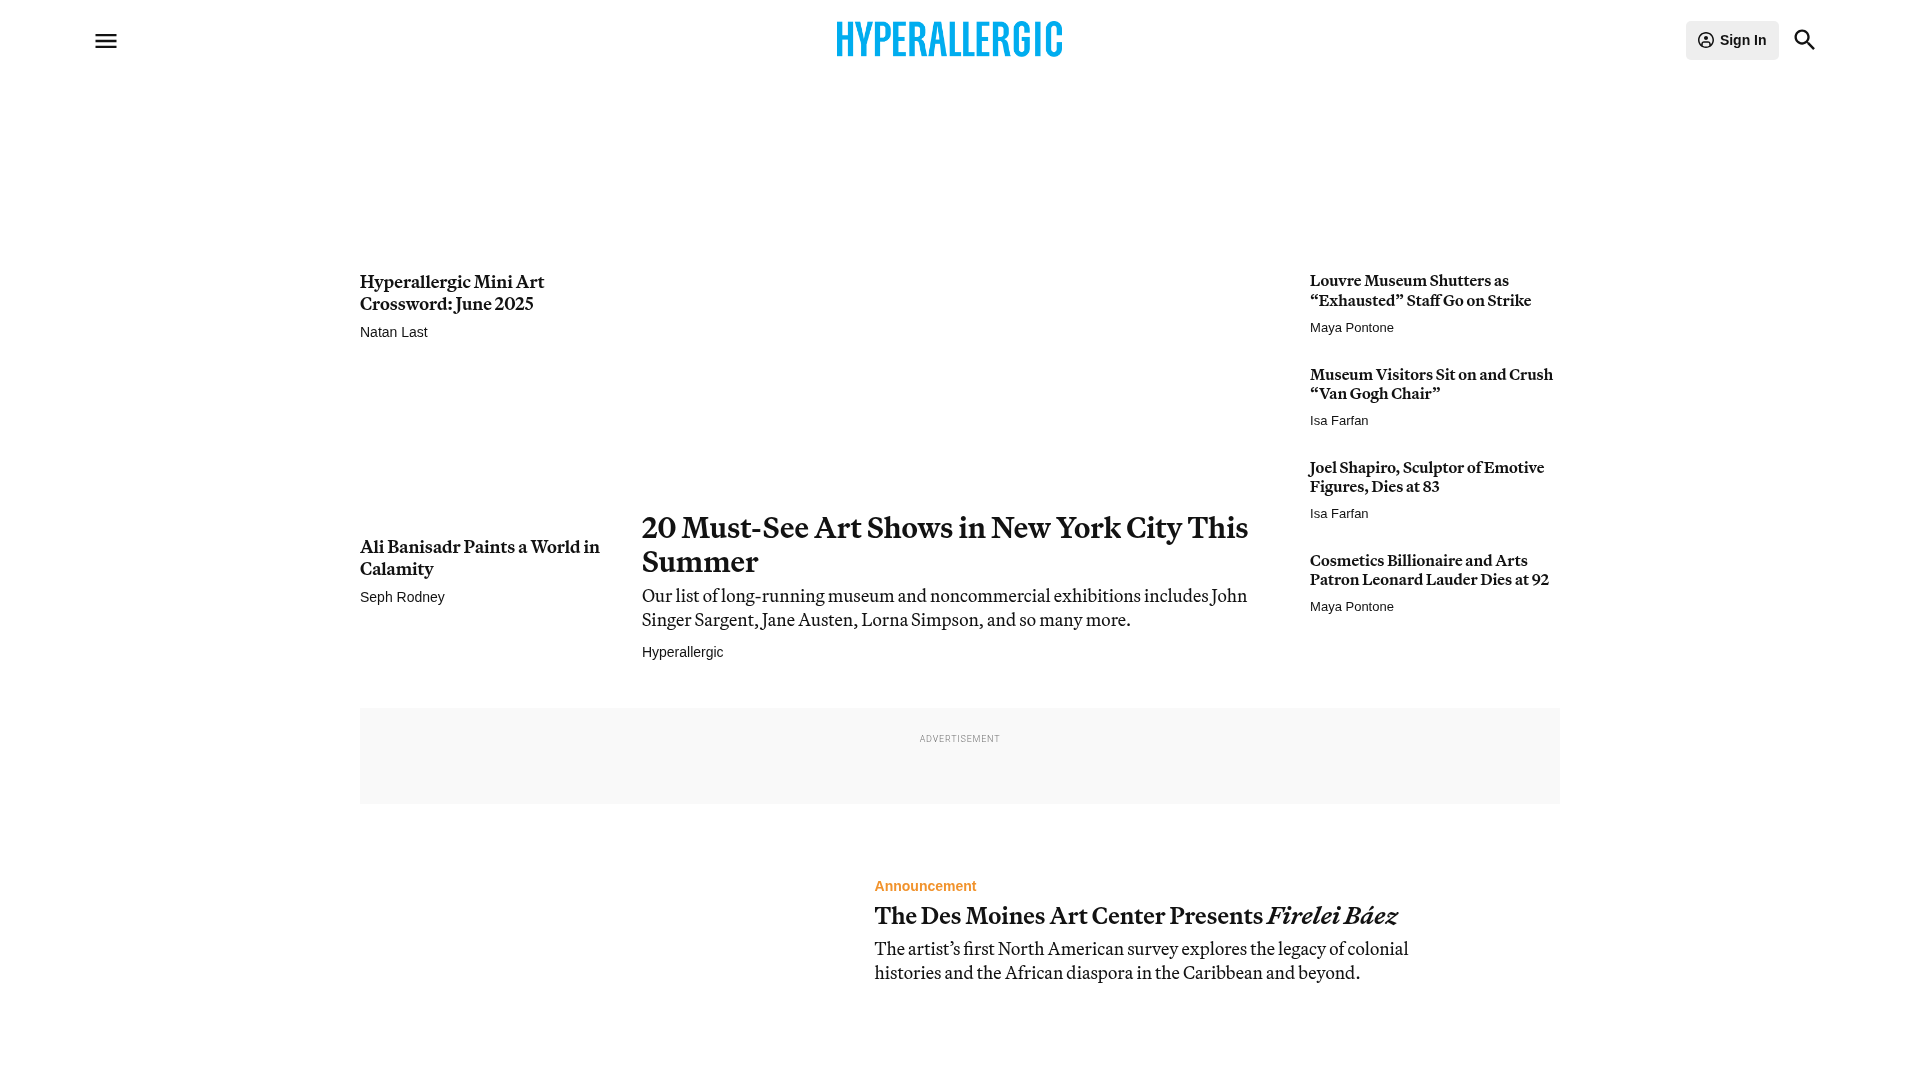 HYPERALLERGIC
Sign In
Hyperallergic Mini Art
Crossword: June 2025
Natan Last
Ali Banisadr Paints a World in
Calamity
Seph Rodney
20 Must-See Art Shows in New York City This
Summer
Our list of long-running museum and noncommercial exhibitions includes John
Singer Sargent, Jane Austen, Lorna Simpson, and so many more.
Hyperallergic
Louvre Museum Shutters as
“Exhausted” Staff Go on Strike
Maya Pontone
Museum Visitors Sit on and Crush
“Van Gogh Chair”
Isa Farfan
Joel Shapiro, Sculptor of Emotive
Figures, Dies at 83
Isa Farfan
Cosmetics Billionaire and Arts
Patron Leonard Lauder Dies at 92
Maya Pontone
ADVERTISEMENT
Announcement
The Des Moines Art Center Presents Firelei Báez
The artist’s first North American survey explores the legacy of colonial
histories and the African diaspora in the Caribbean and beyond.